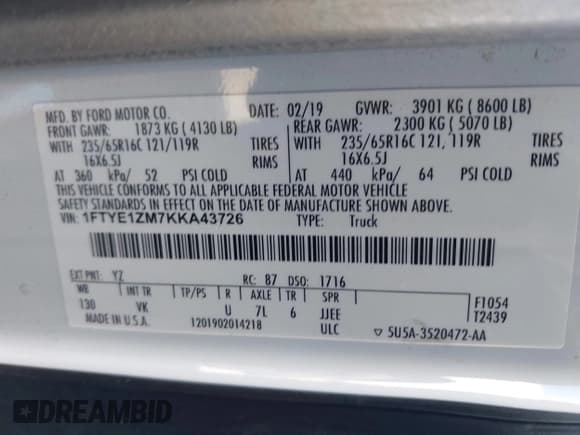 MFD. BY FORD MOTOR CO. DATE: 02/19 GVWR: 3901 KG ( 8600 LB)
FRONT GAWR: 1873 KG ( 4130 LB) REAR GAWR: 2300 KG ( 5070 LB)
WITH 235/65R16C 121/119R TIRES WITH 235/65R16C 121, 119R TIRES
16X6.5J RIMS 16X6.5J RIMS
AT 360 kPa/ 52 PSI COLD AT 440 kPa/ 64 PSI COLD
THIS VEHICLE CONFORMS TO ALL APPLICABLE FEDERAL MOTOR VEHICLE
SAFETY STANDARDS IN EFFECT ON THE DATE OF MANUFACTURE SHOWN ABOVE.
VIN: 1FTYE1ZM7KKA43726 TYPE: Truck
EXT PNT: YZ RC: 87 DSO: 1716
WB INT TR TP/PS R AXLE TR SPR F1054
130 VK U 7L 6 JJEE T2439
MADE IN U.S.A. 1201902014218 ULC 5U5A-3520472-AA
DREAMBID